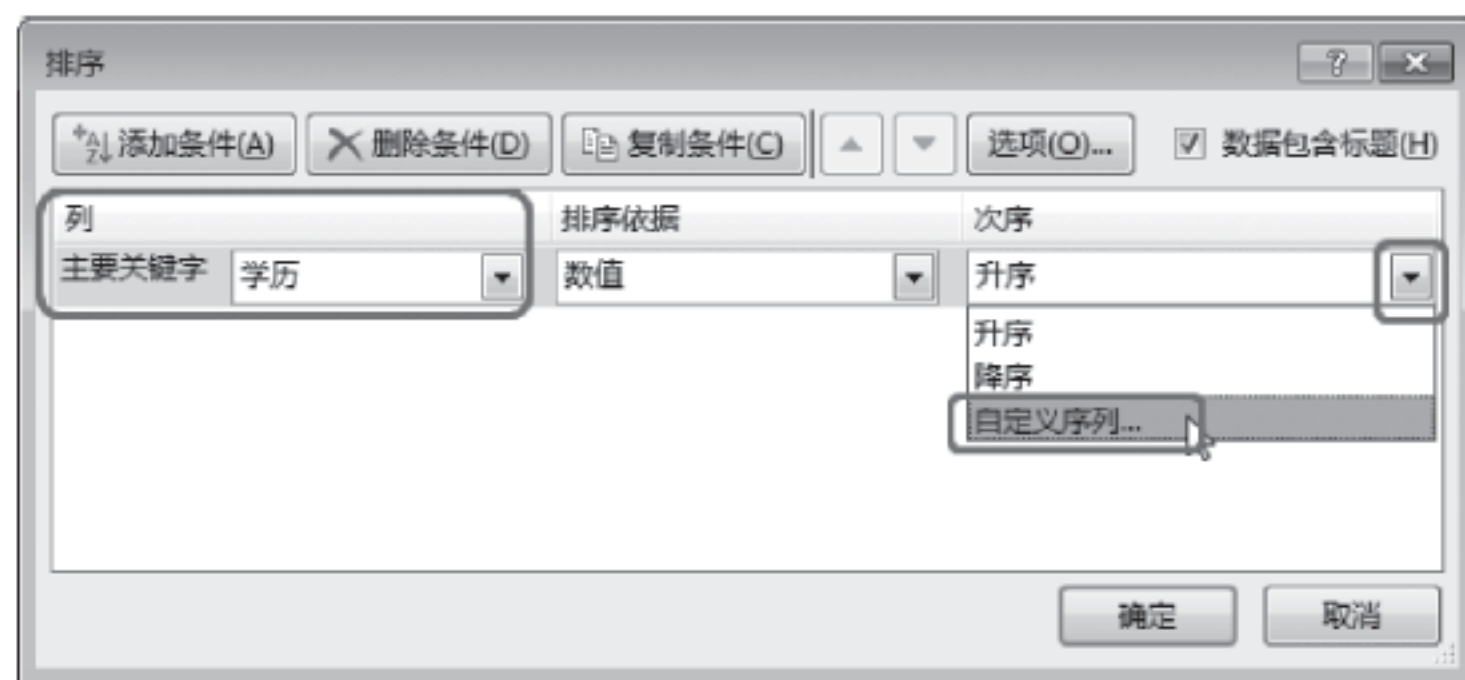 排序
添加条件(A) 删除条件(D) 复制条件(C) 选项(O)... 数据包含标题(H)
列 排序依据 次序
主要关键字 学历 数值 升序
升序
降序
自定义序列...
确定 取消